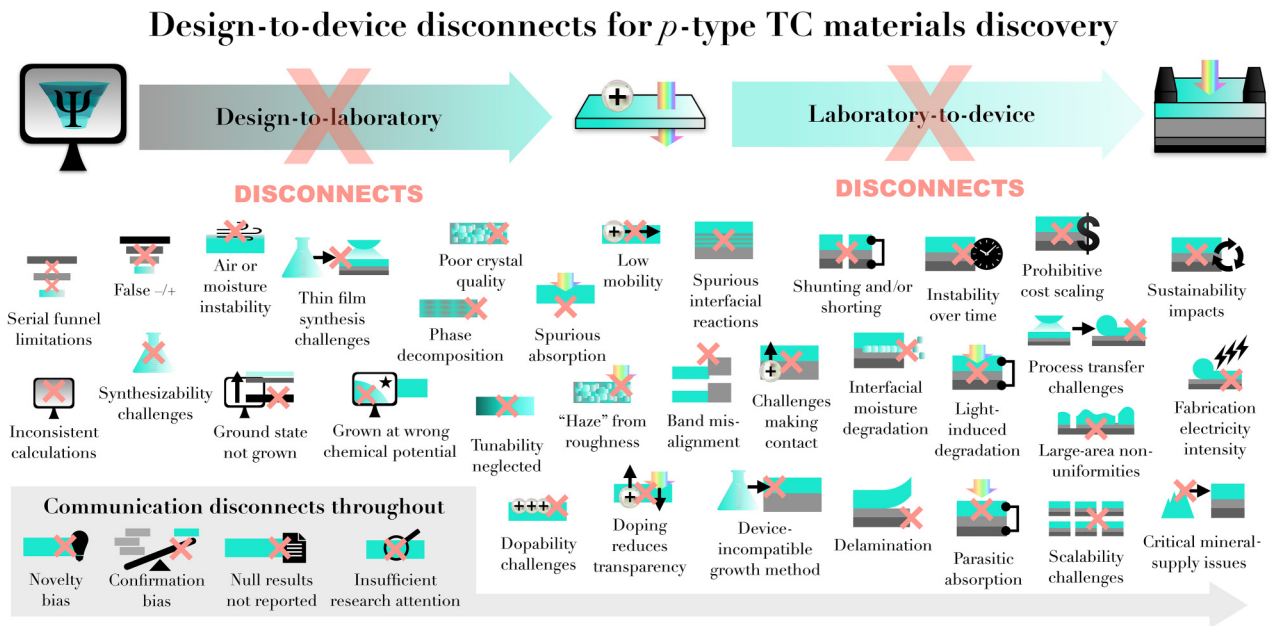 Design-to-device disconnects for p-type TC materials discovery
Ψ
Design-to-laboratory
+
Laboratory-to-device
DISCONNECTS
DISCONNECTS
Serial funnel
limitations
False –/+
Air or
moisture
instability
Thin film
synthesis
challenges
Poor crystal
quality
Phase
decomposition
Spurious
absorption
+
Low
mobility
Spurious
interfacial
reactions
Shunting and/or
shorting
Instability
over time
$
Prohibitive
cost scaling
Sustainability
impacts
Inconsistent
calculations
Synthesizability
challenges
Ground state
not grown
Grown at wrong
chemical potential
Tunability
neglected
"Haze" from
roughness
Band mis-
alignment
+
Challenges
making
contact
Interfacial
moisture
degradation
Light-
induced
degradation
Process transfer
challenges
Large-area non-
uniformities
Fabrication
electricity
intensity
+++
Dopability
challenges
+
Doping
reduces
transparency
Device-
incompatible
growth method
Delamination
Parasitic
absorption
Scalability
challenges
Critical mineral-
supply issues
Communication disconnects throughout
Novelty
bias
Confirmation
bias
Null results
not reported
Insufficient
research attention